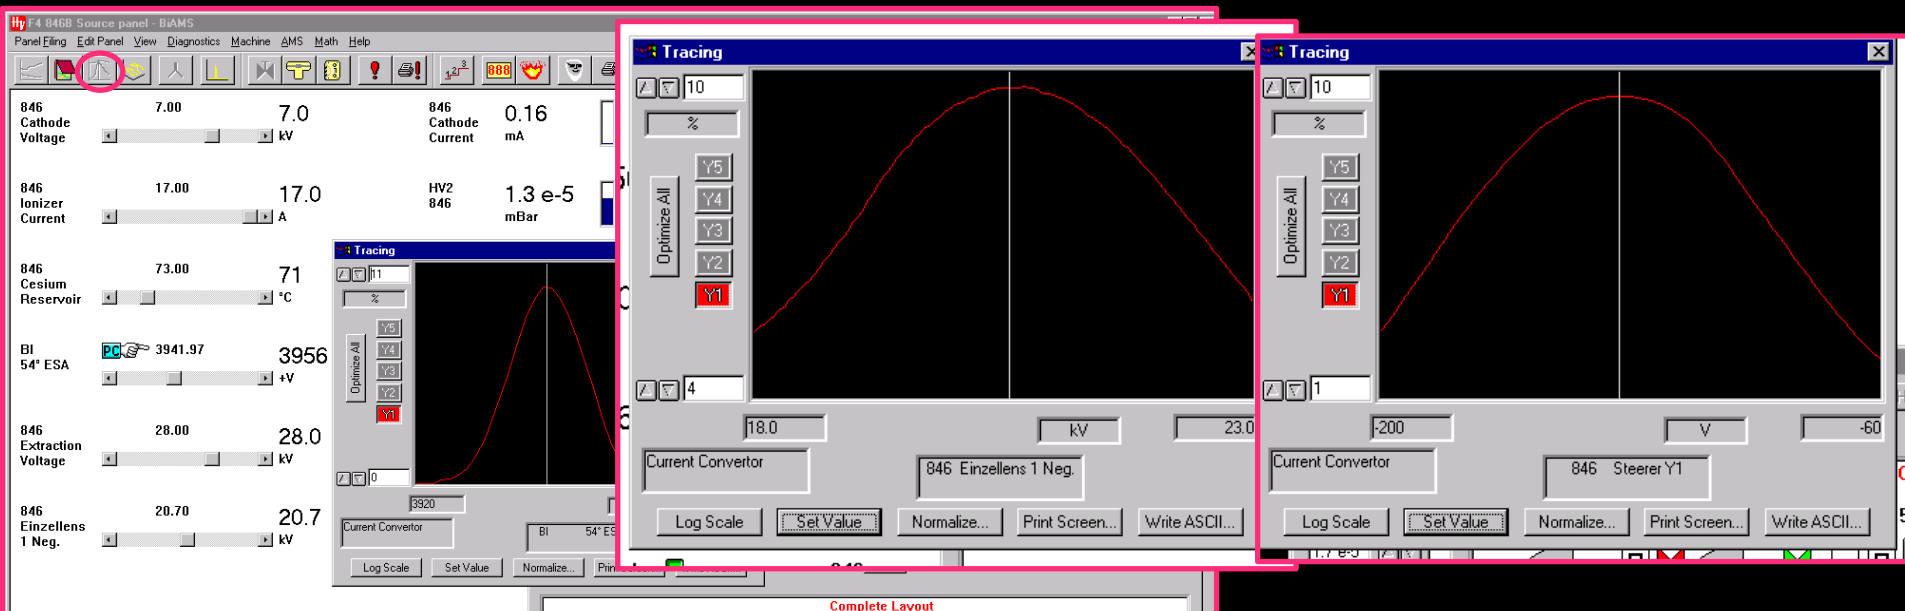 F4 846B Source panel - BiAMS
Panel Filing Edit Panel View Diagnostics Machine AMS Math Help
846 Cathode Voltage
7.00
7.0
kV
846 Cathode Current
0.16
mA
846 Ionizer Current
17.00
17.0
A
HV2 846
1.3 e-5
mBar
846 Cesium Reservoir
73.00
71
°C
BI 54° ESA
PC
3941.97
3956
+V
846 Extraction Voltage
28.00
28.0
kV
846 Einzellens 1 Neg.
20.70
20.7
kV
Tracing
11
%
Optimize All
Y5
Y4
Y3
Y2
Y1
0
3920
Current Convertor
BI 54° ES
Log Scale
Set Value
Normalize...
Prin
Tracing
10
%
Optimize All
Y5
Y4
Y3
Y2
Y1
4
18.0
kV
23.0
Current Convertor
846 Einzellens 1 Neg.
Log Scale
Set Value
Normalize...
Print Screen...
Write ASCII...
Tracing
10
%
Optimize All
Y5
Y4
Y3
Y2
Y1
1
-200
V
-60
Current Convertor
846 Steerer Y1
Log Scale
Set Value
Normalize...
Print Screen...
Write ASCII...
1.7 e-5
Complete Layout